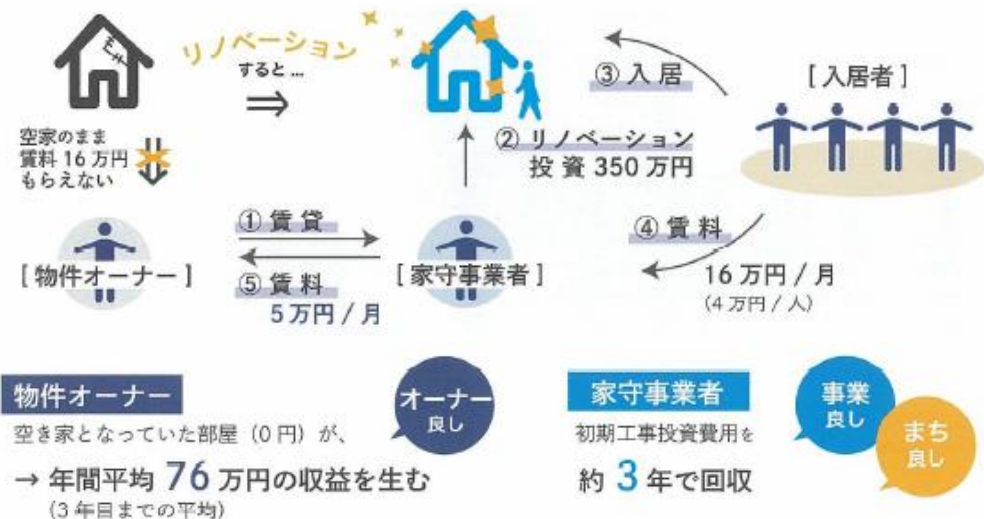 リノベーション
すると...
③ 入居
[ 入居者 ]
空家のまま
賃料 16 万円
もらえない
② リノベーション
投資 350 万円
① 賃貸
④ 賃料
[ 物件オーナー ]
[ 家守事業者 ]
⑤ 賃料
5万円 / 月
16 万円 / 月
(4 万円 / 人)
物件オーナー
オーナー
良し
空き家となっていた部屋（0 円）が、
→ 年間平均 76 万円の収益を生む
(3 年目までの平均)
家守事業者
事業
良し
まち
良し
初期工事投資費用を
約 3 年で回収